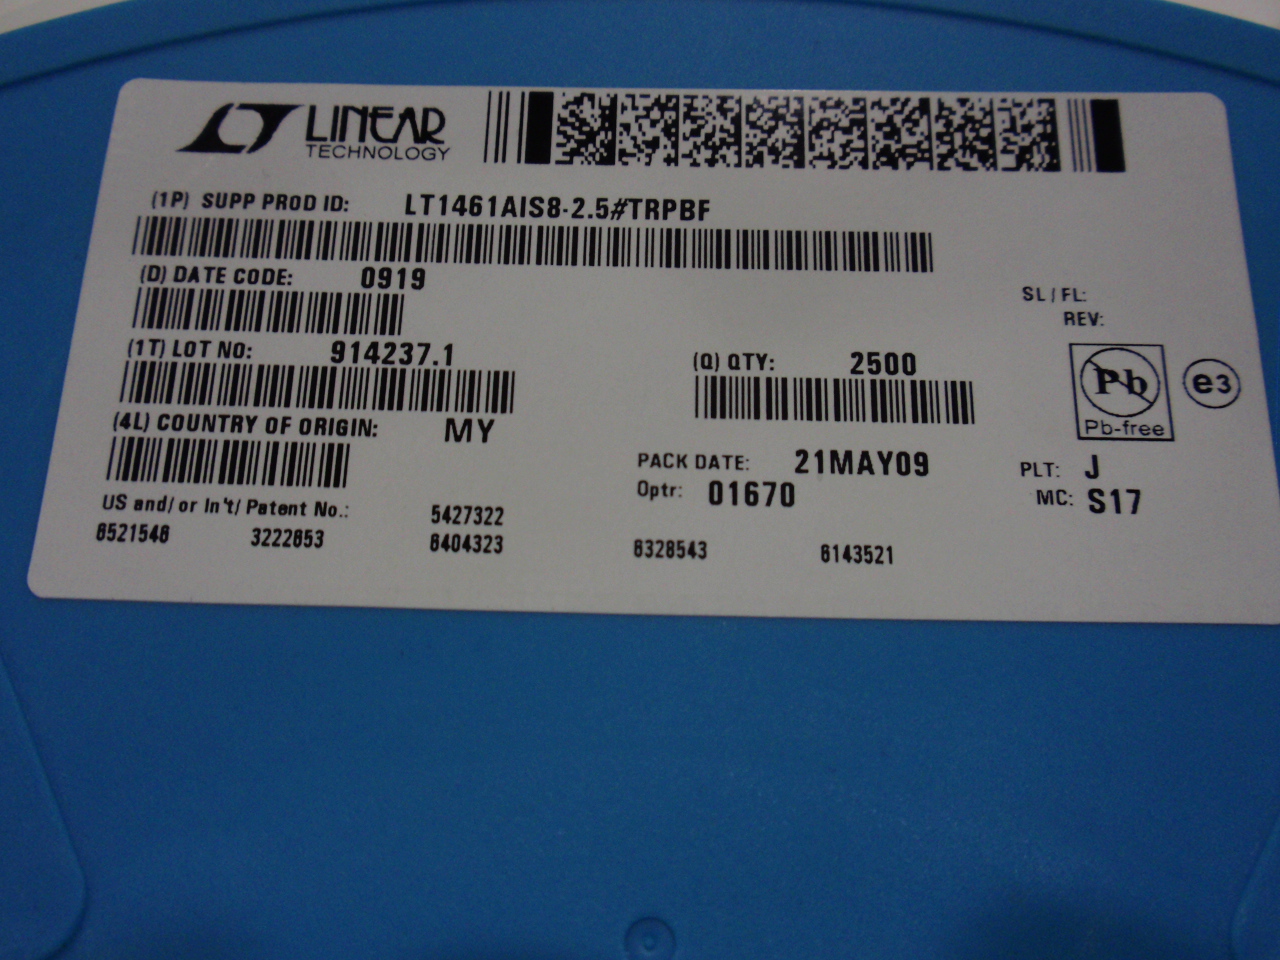 LINEAR
TECHNOLOGY
(1P) SUPP PROD ID: LT1461AIS8-2.5#TRPBF
(D) DATE CODE: 0919
SL / FL:
REV:
(1T) LOT NO: 914237.1
(Q) QTY: 2500
Pb
Pb-free
e3
(4L) COUNTRY OF ORIGIN: MY
PACK DATE: 21MAY09
PLT: J
Optr: 01670
MC: S17
US and/ or In't/ Patent No.: 5427322
6521546 3222653 6404323 6328543 6143521